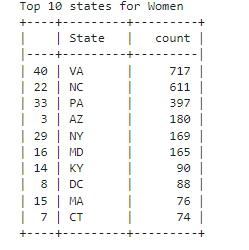 Top 10 states for Women
+----+---------+---------+
|    | State   |   count |
|----+---------+---------|
| 40 | VA      |     717 |
| 22 | NC      |     611 |
| 33 | PA      |     397 |
|  3 | AZ      |     180 |
| 29 | NY      |     169 |
| 16 | MD      |     165 |
| 14 | KY      |      90 |
|  8 | DC      |      88 |
| 15 | MA      |      76 |
|  7 | CT      |      74 |
+----+---------+---------+